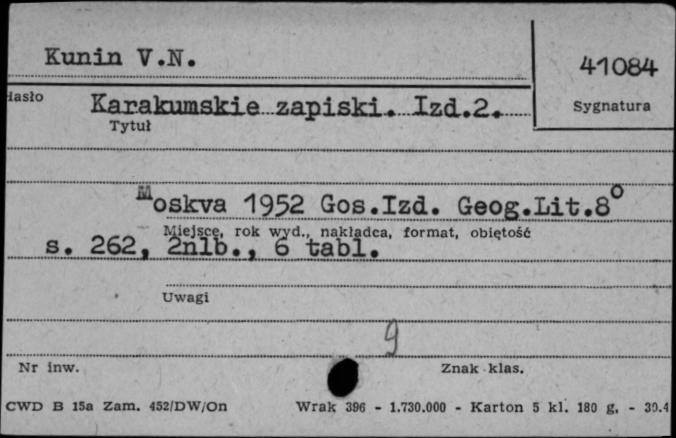 Kunin V.N.
41084
Hasło
Karakumskie zapiski. Izd.2.
Sygnatura
Tytuł
Moskva 1952 Gos.Izd. Geog.Lit.8°
Miejsce, rok wyd., nakładca, format, objętość
s. 262, 2nlb., 6 tabl.
Uwagi
9
Nr inw.
Znak klas.
CWD B 15a Zam. 452/DW/On Wrak 396 - 1.730.000 - Karton 5 kl. 180 g. - 30.4